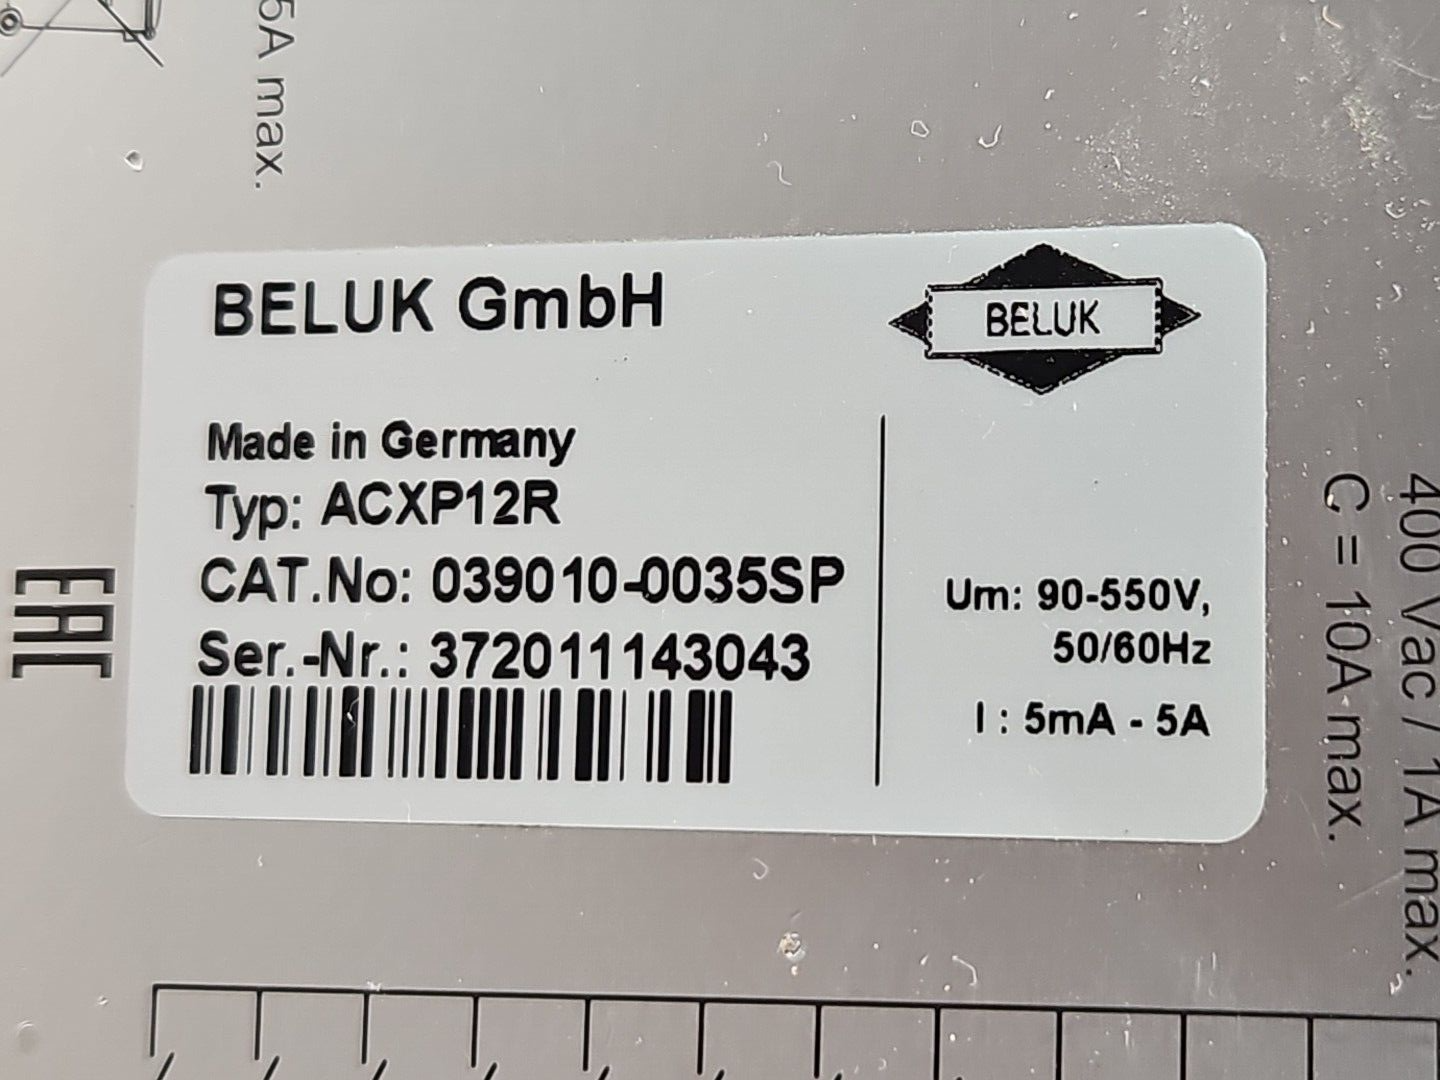 5A max.
BELUK GmbH
BELUK
Made in Germany
Typ: ACXP12R
CAT.No: 039010-0035SP
Ser.-Nr.: 372011143043
Um: 90-550V,
50/60Hz
I : 5mA - 5A
EAC
400 Vac / 1A max.
C = 10A max.